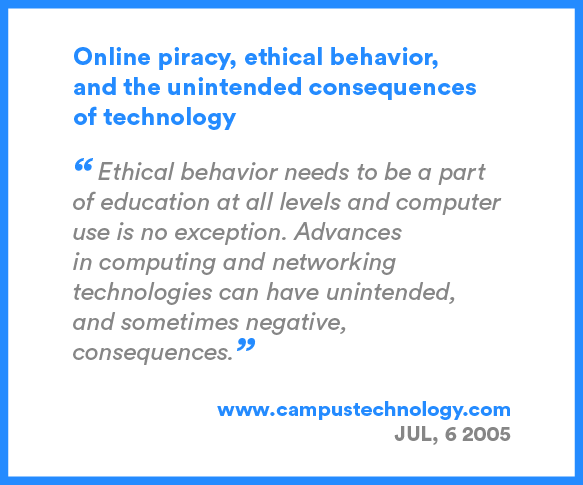 Online piracy, ethical behavior,
and the unintended consequences
of technology
“ Ethical behavior needs to be a part
of education at all levels and computer
use is no exception. Advances
in computing and networking
technologies can have unintended,
and sometimes negative,
consequences.”
www.campustechnology.com
JUL, 6 2005